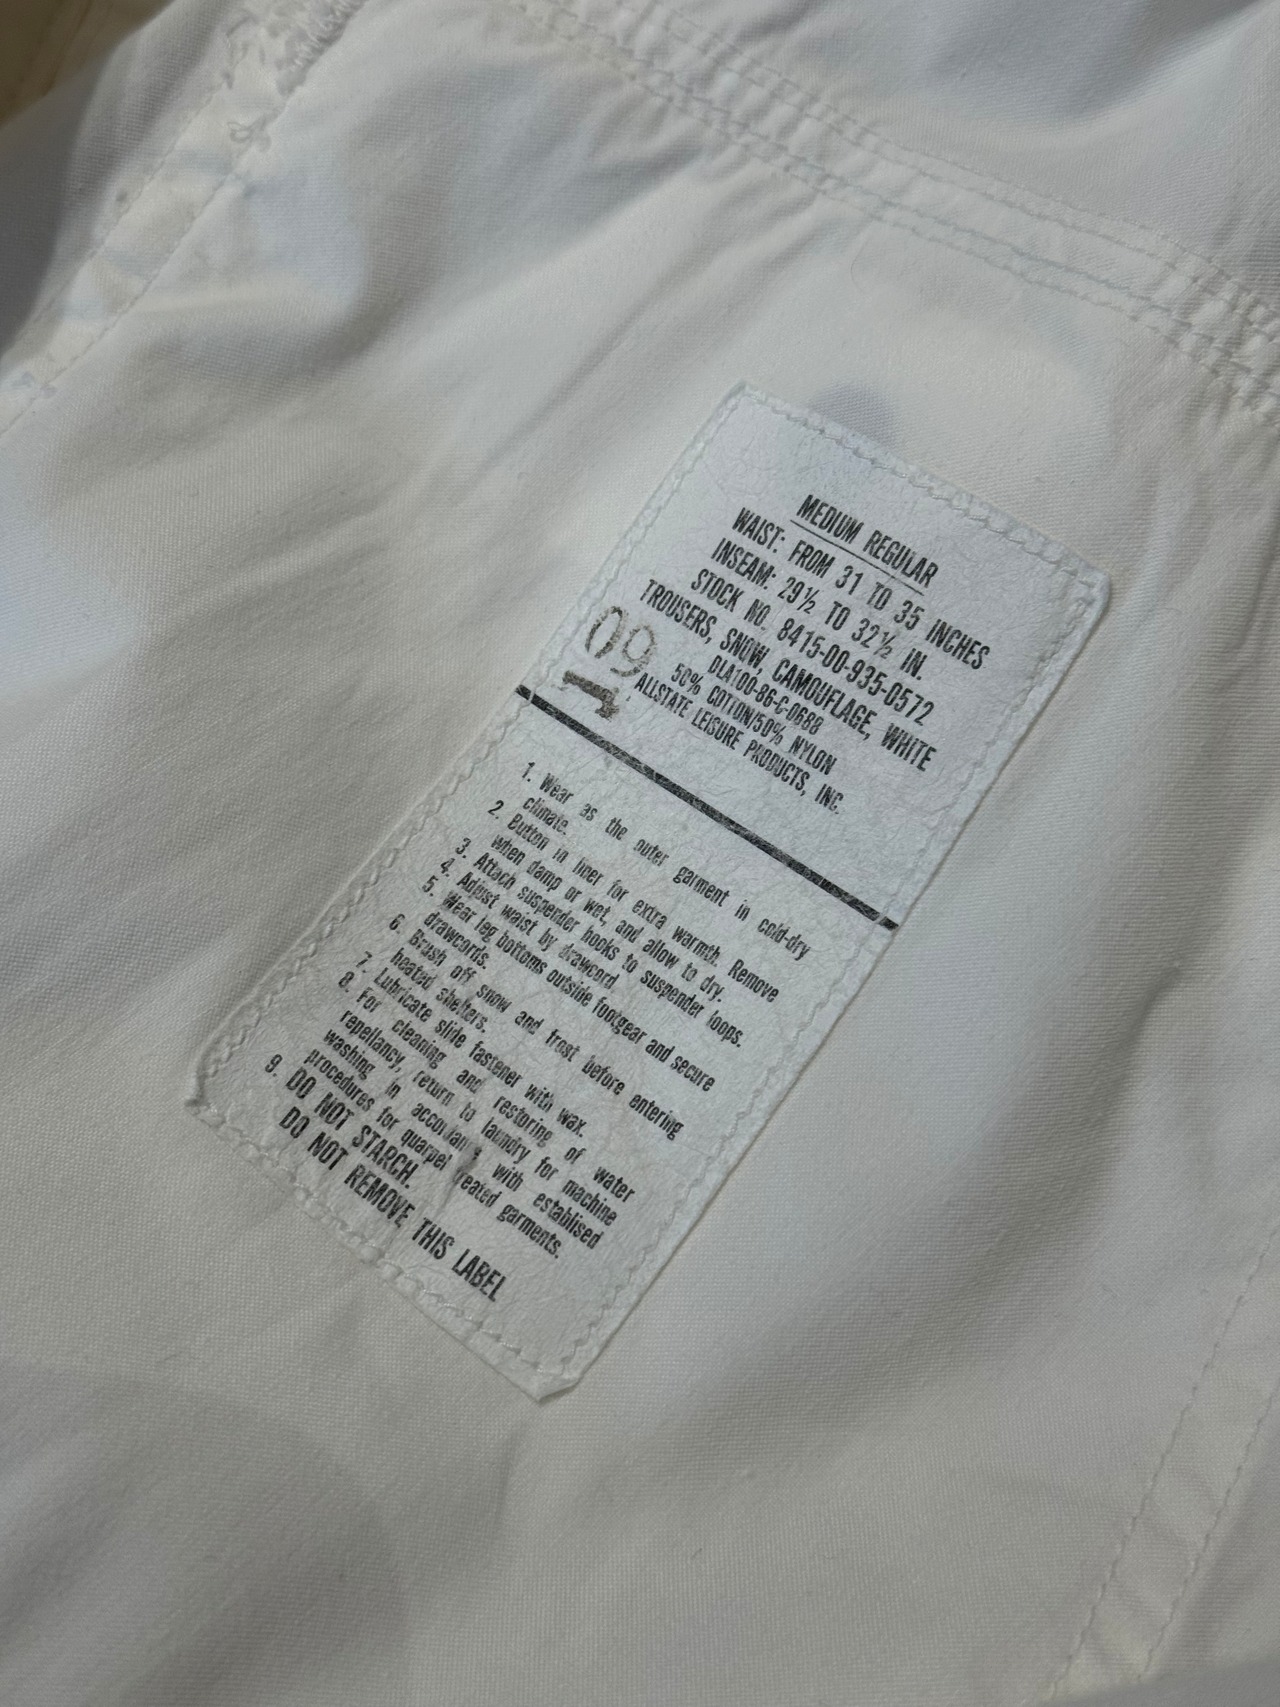 MEDIUM REGULAR
WAIST: FROM 31 TO 35 INCHES
INSEAM: 29½ TO 32½ IN.
STOCK NO. 8415-00-935-0572
TROUSERS, SNOW, CAMOUFLAGE, WHITE
DLA100-86-C-0688
50% COTTON/50% NYLON
ALLSTATE LEISURE PRODUCTS, INC.
109
1. Wear as the outer garment in cold-dry
climate.
2. Button in liner for extra warmth. Remove
when damp or wet, and allow to dry.
3. Attach suspender hooks to suspender loops.
4. Adjust waist by drawcord.
5. Wear leg bottoms outside footgear and secure
drawcords.
6. Brush off snow and frost before entering
heated shelters.
7. Lubricate slide fastener with wax.
8. For cleaning and restoring of water
repellancy, return to laundry for machine
washing in accordan with establised
procedures for quarpel reated garments.
9. DO NOT STARCH.
DO NOT REMOVE THIS LABEL